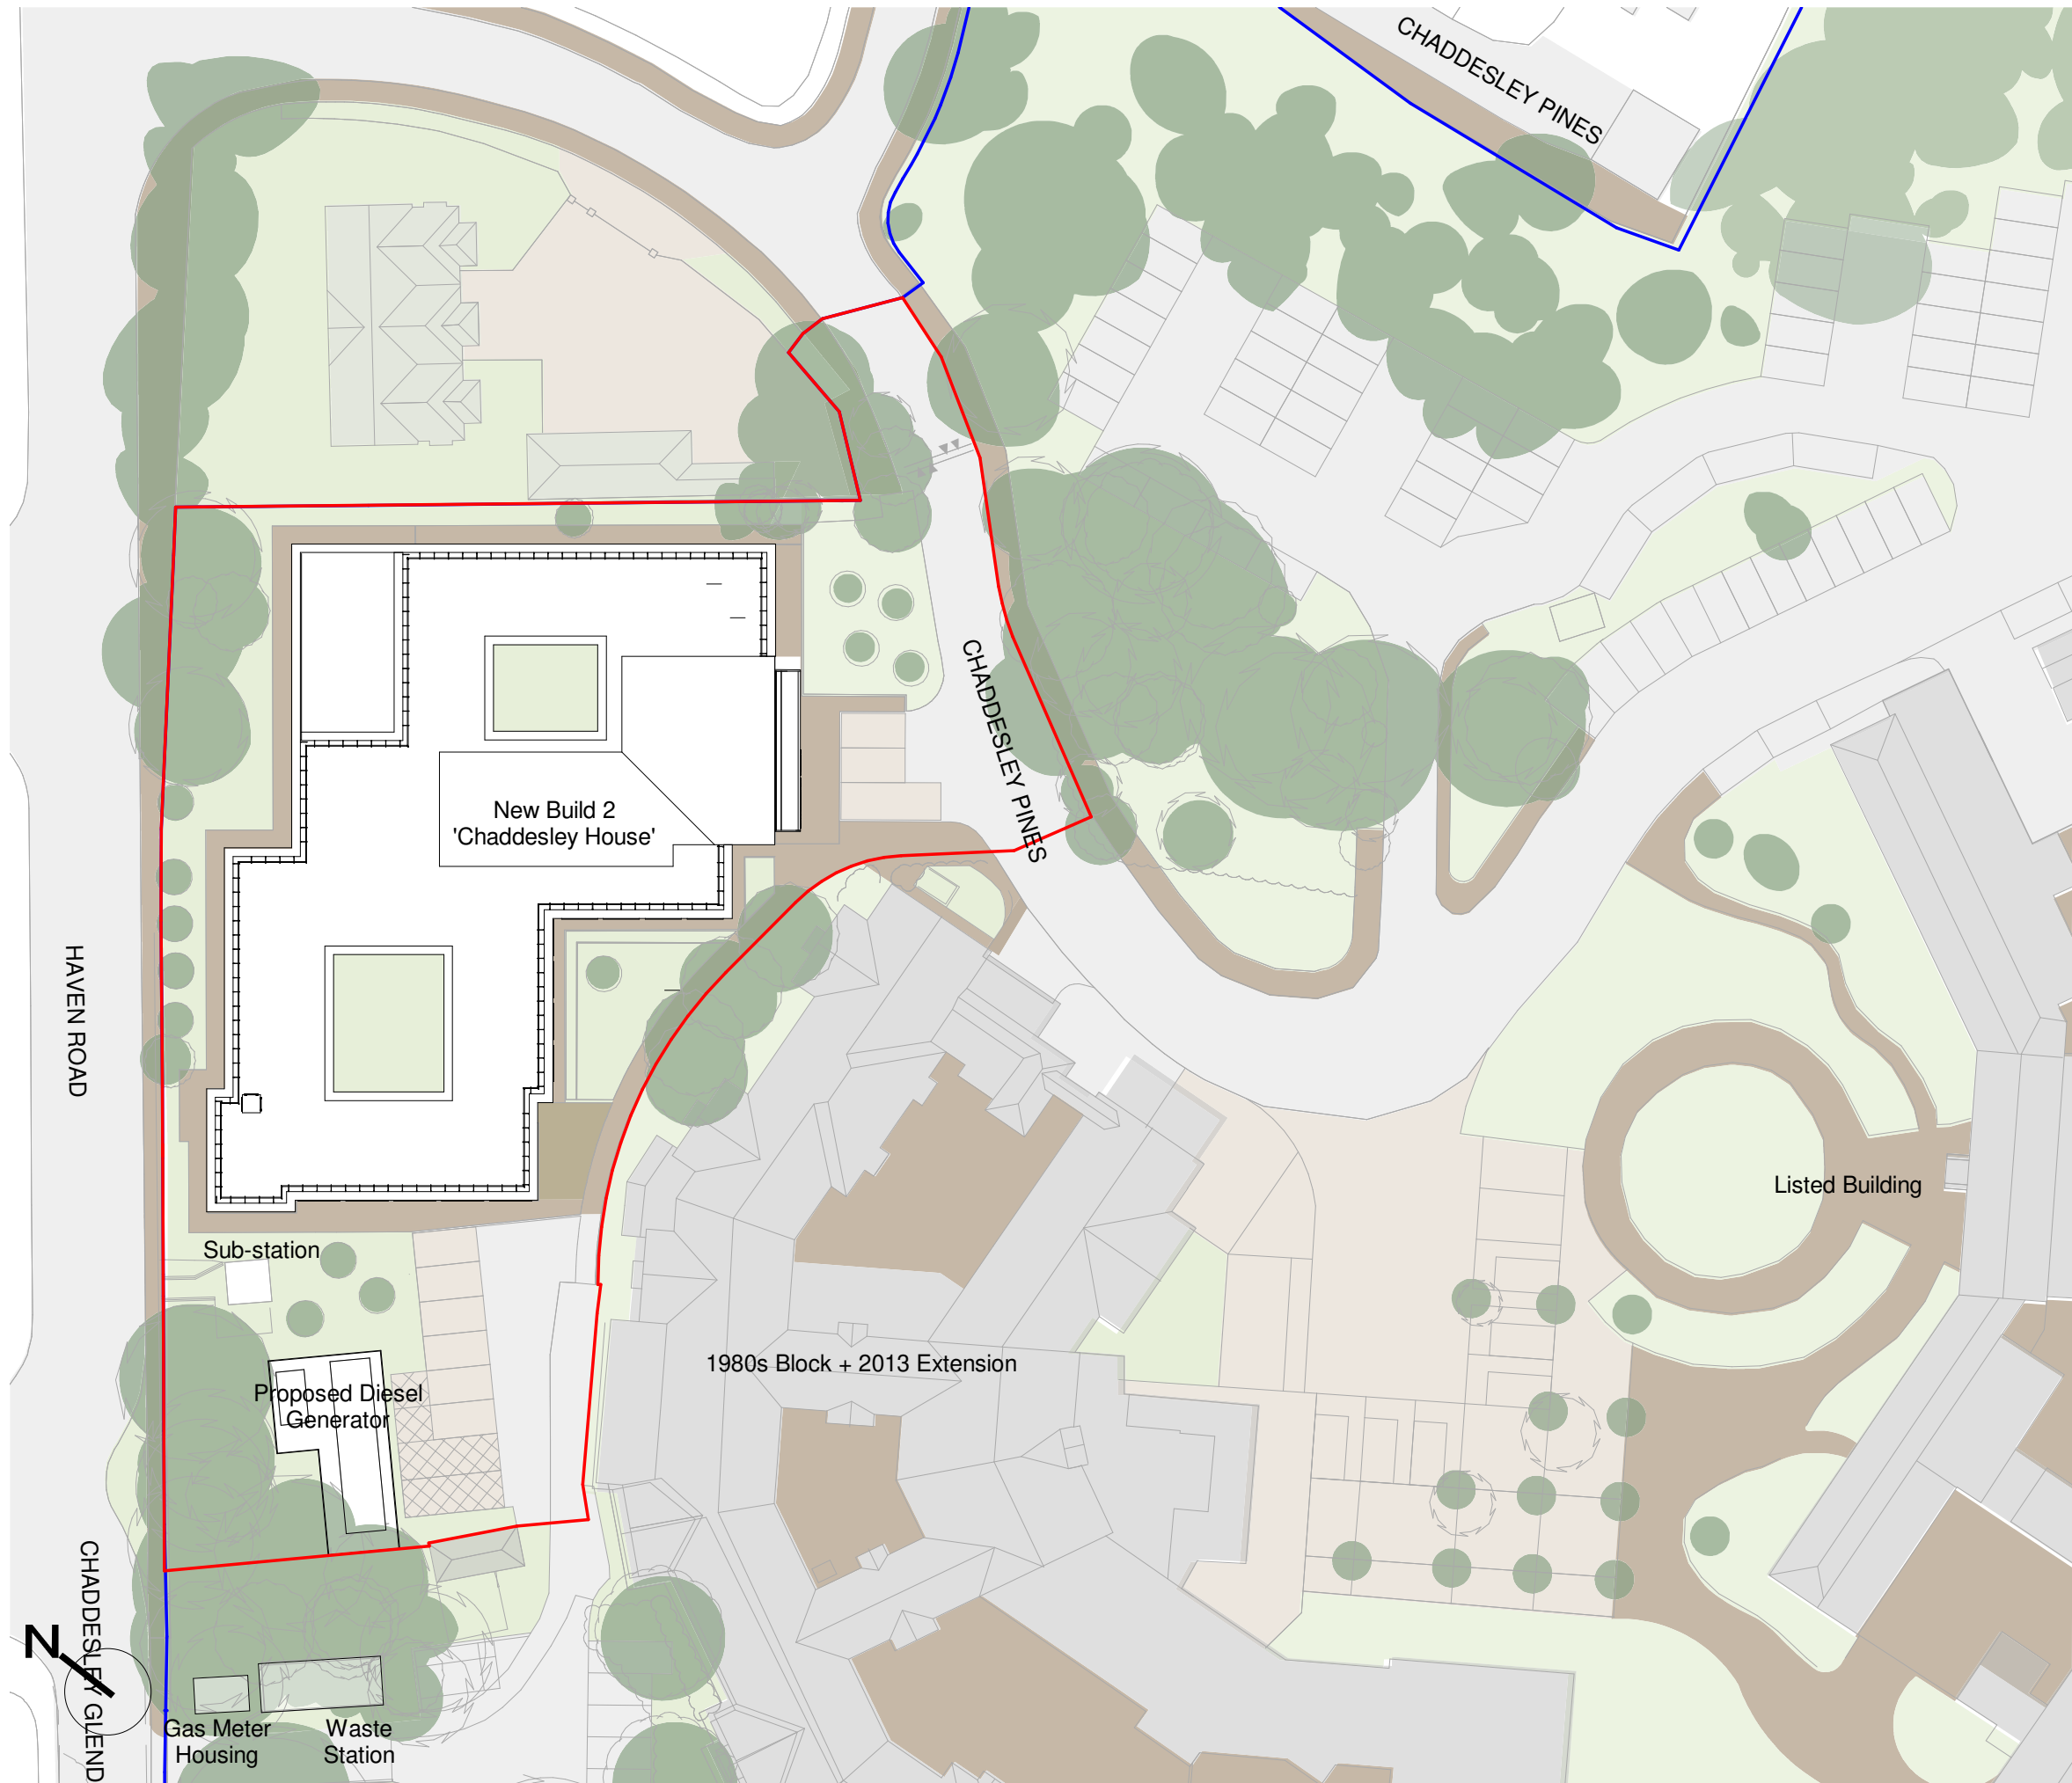 CHADDESLEY PINES
CHADDESLEY PINES
New Build 2
'Chaddesley House'
HAVEN ROAD
Listed Building
Sub-station
1980s Block + 2013 Extension
Proposed Diesel
Generator
CHADDESLEY GLEND
N
Gas Meter
Housing
Waste
Station